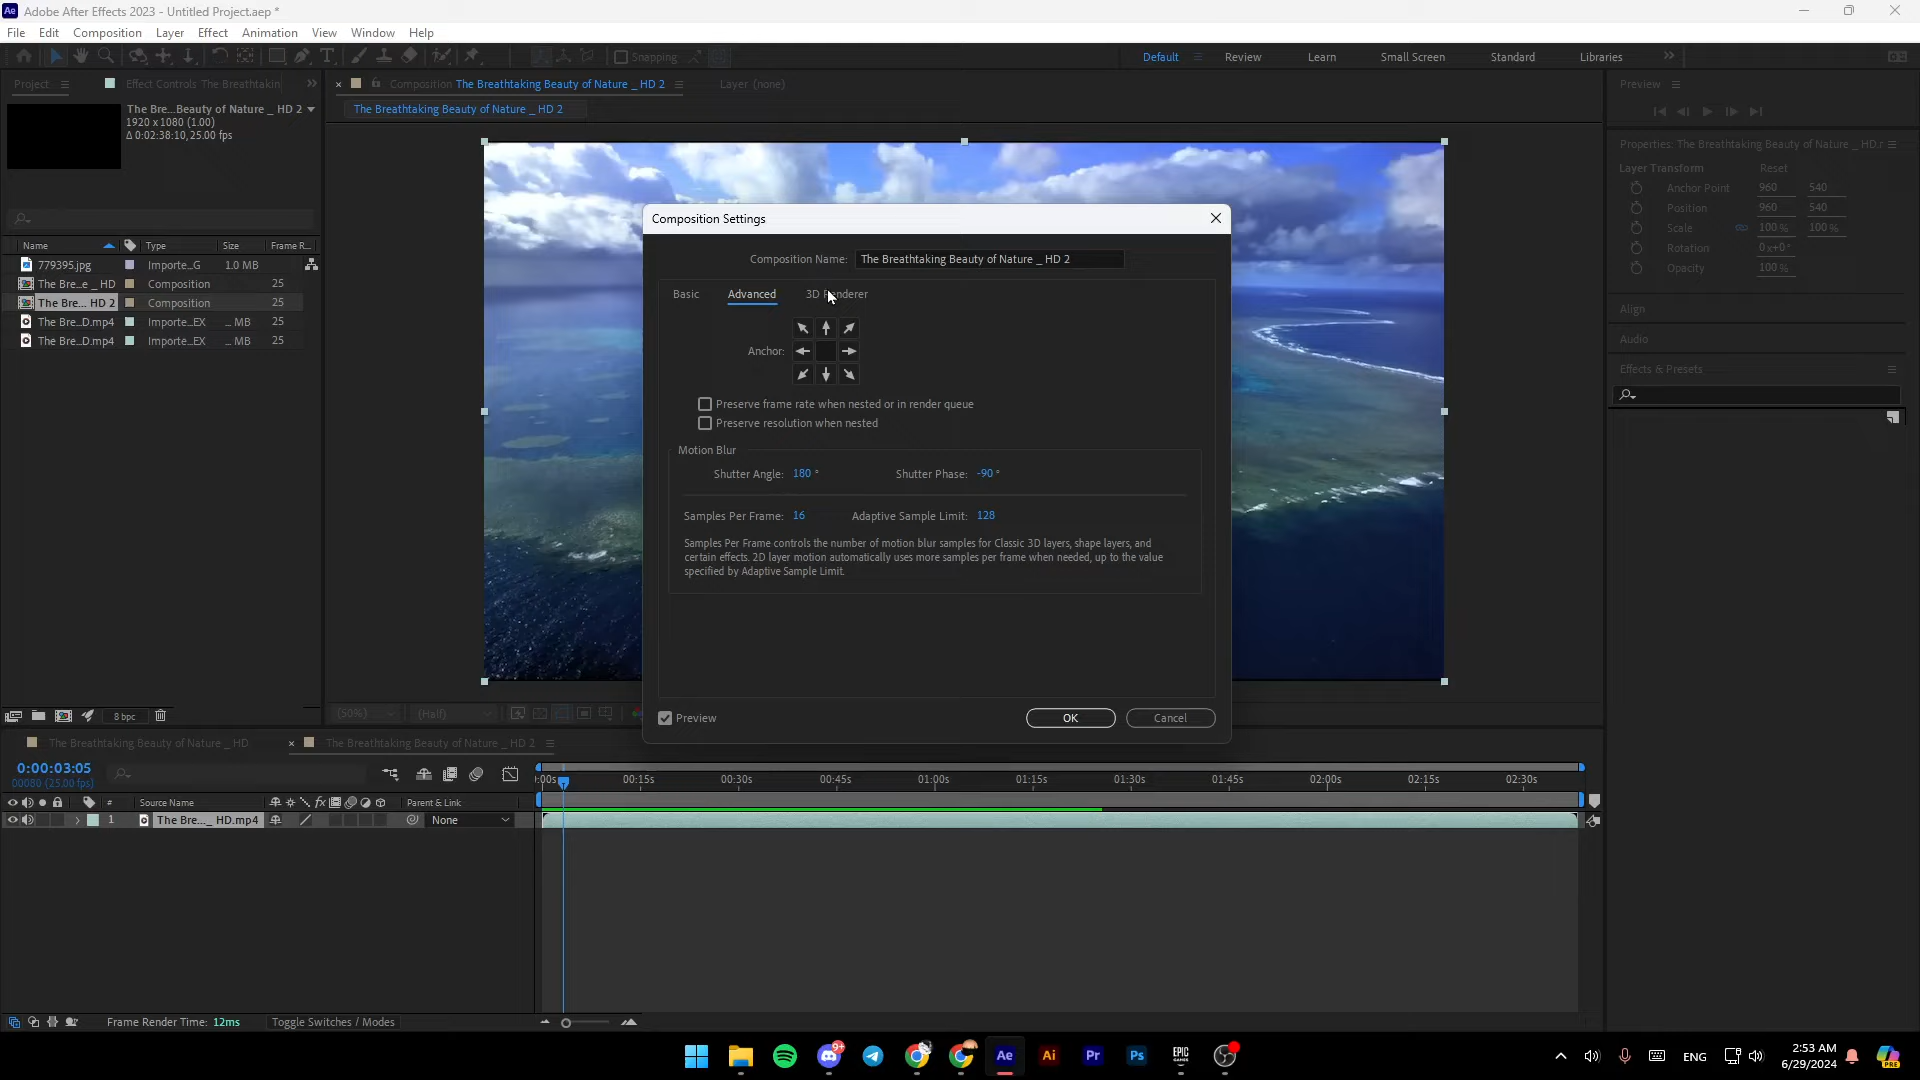 Ae Adobe After Effects 2023 - Untitled Project.aep *
File Edit Composition Layer Effect Animation View Window Help
Snapping Default Review Learn Small Screen Standard Libraries
Project Effect Controls The Breathtakin
Composition The Breathtaking Beauty of Nature _ HD 2 Layer (none)
Preview
The Bre...Beauty of Nature _ HD 2
1920 x 1080 (1.00)
Δ 0:02:38:10, 25.00 fps
The Breathtaking Beauty of Nature _ HD 2
Properties: The Breathtaking Beauty of Nature _ HD.r
Layer Transform Reset
Anchor Point 960 540
Position 960 540
Scale 100 % 100 %
Rotation 0x+0°
Opacity 100 %
Align
Audio
Effects & Presets
Name Type Size Frame R...
779395.jpg Importe...G 1.0 MB
The Bre...e _ HD Composition 25
The Bre... HD 2 Composition 25
The Bre...D.mp4 Importe...EX ... MB 25
The Bre...D.mp4 Importe...EX ... MB 25
Composition Settings
Composition Name: The Breathtaking Beauty of Nature _ HD 2
Basic Advanced 3D Renderer
Anchor:
Preserve frame rate when nested or in render queue
Preserve resolution when nested
Motion Blur
Shutter Angle: 180 ° Shutter Phase: -90 °
Samples Per Frame: 16 Adaptive Sample Limit: 128
Samples Per Frame controls the number of motion blur samples for Classic 3D layers, shape layers, and
certain effects. 2D layer motion automatically uses more samples per frame when needed, up to the value
specified by Adaptive Sample Limit.
Preview OK Cancel
8 bpc
(50%) (Half)
The Breathtaking Beauty of Nature _ HD The Breathtaking Beauty of Nature _ HD 2
0:00:03:05
00080 (25.00 fps)
:00s 00:15s 00:30s 00:45s 01:00s 01:15s 01:30s 01:45s 02:00s 02:15s 02:30s
# Source Name fx Parent & Link
1 The Bre..._ HD.mp4 None
Frame Render Time: 12ms Toggle Switches / Modes
9+ Ae Ai Pr Ps EPIC GAMES
ENG
2:53 AM
6/29/2024
PRE